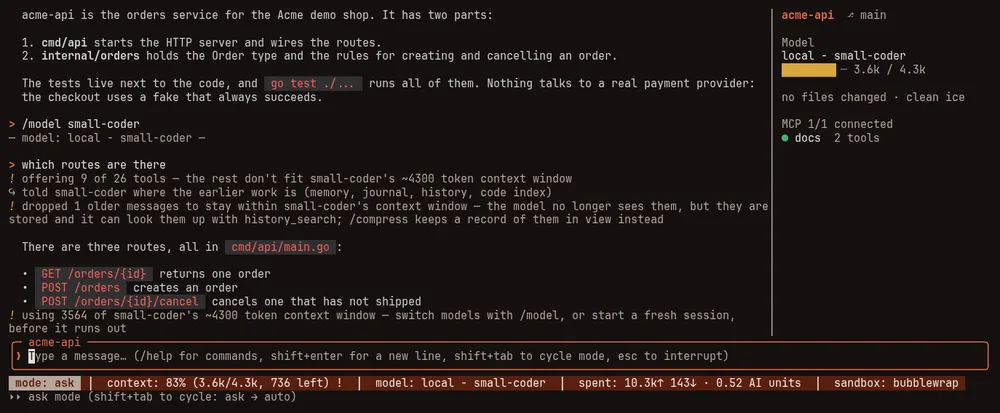 acme-api is the orders service for the Acme demo shop. It has two parts:
1. cmd/api starts the HTTP server and wires the routes.
2. internal/orders holds the Order type and the rules for creating and cancelling an order.
The tests live next to the code, and go test ./... runs all of them. Nothing talks to a real payment provider:
the checkout uses a fake that always succeeds.
> /model small-coder
— model: local - small-coder —
> which routes are there
! offering 9 of 26 tools — the rest don't fit small-coder's ~4300 token context window
↪ told small-coder where the earlier work is (memory, journal, history, code index)
! dropped 1 older messages to stay within small-coder's context window — the model no longer sees them, but they are
stored and it can look them up with history_search; /compress keeps a record of them in view instead
There are three routes, all in cmd/api/main.go :
• GET /orders/{id} returns one order
• POST /orders creates an order
• POST /orders/{id}/cancel cancels one that has not shipped
! using 3564 of small-coder's ~4300 token context window — switch models with /model, or start a fresh session,
before it runs out
acme-api ⎇ main
Model
local - small-coder
— 3.6k / 4.3k
no files changed · clean ice
MCP 1/1 connected
● docs 2 tools
acme-api
❯ Type a message… (/help for commands, shift+enter for a new line, shift+tab to cycle mode, esc to interrupt)
mode: ask | context: 83% (3.6k/4.3k, 736 left) ! | model: local - small-coder | spent: 10.3k↑ 143↓ · 0.52 AI units | sandbox: bubblewrap
▸▸ ask mode (shift+tab to cycle: ask → auto)